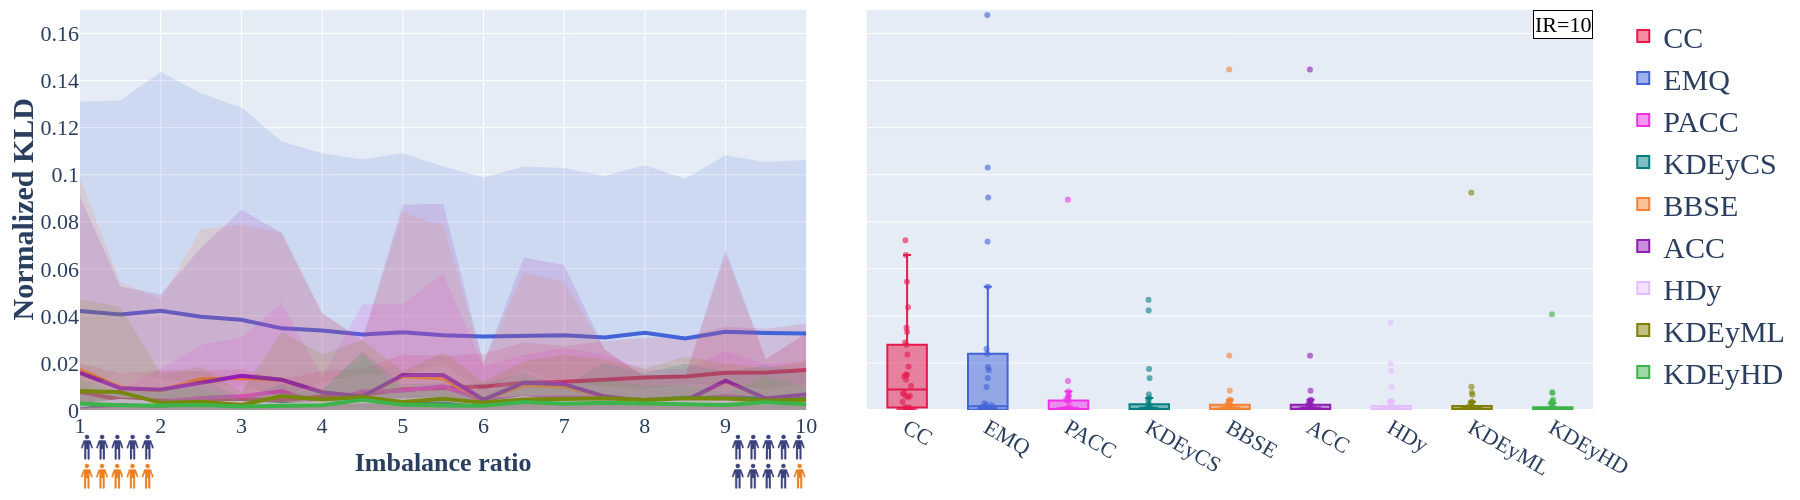 Normalized KLD
0.16
0.14
0.12
0.1
0.08
0.06
0.04
0.02
0
1 2 3 4 5 6 7 8 9 10
Imbalance ratio
IR=10
CC EMQ PACC KDEyCS BBSE ACC HDy KDEyML KDEyHD
CC
EMQ
PACC
KDEyCS
BBSE
ACC
HDy
KDEyML
KDEyHD